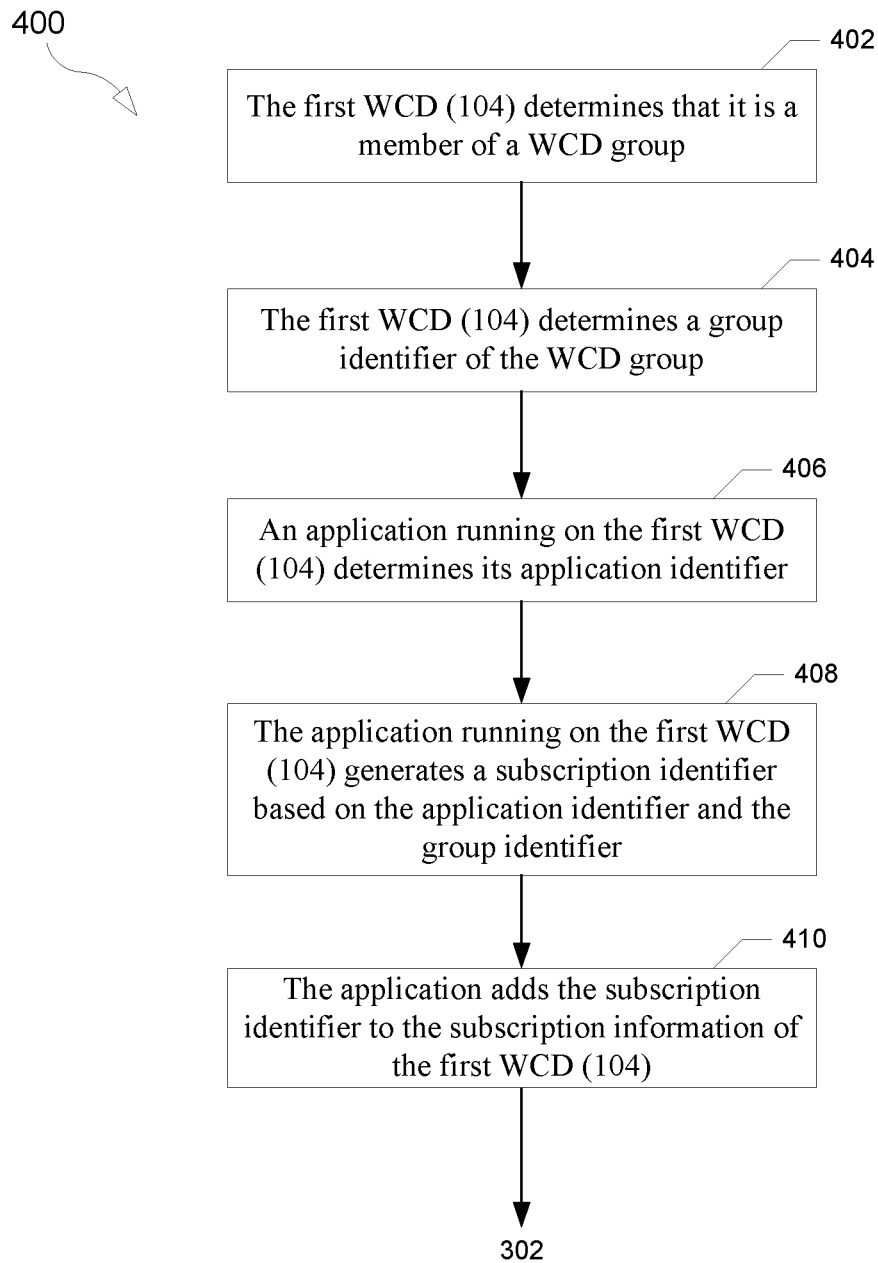 400
402
The first WCD (104) determines that it is a
member of a WCD group
404
The first WCD (104) determines a group
identifier of the WCD group
406
An application running on the first WCD
(104) determines its application identifier
408
The application running on the first WCD
(104) generates a subscription identifier
based on the application identifier and the
group identifier
410
The application adds the subscription
identifier to the subscription information of
the first WCD (104)
302